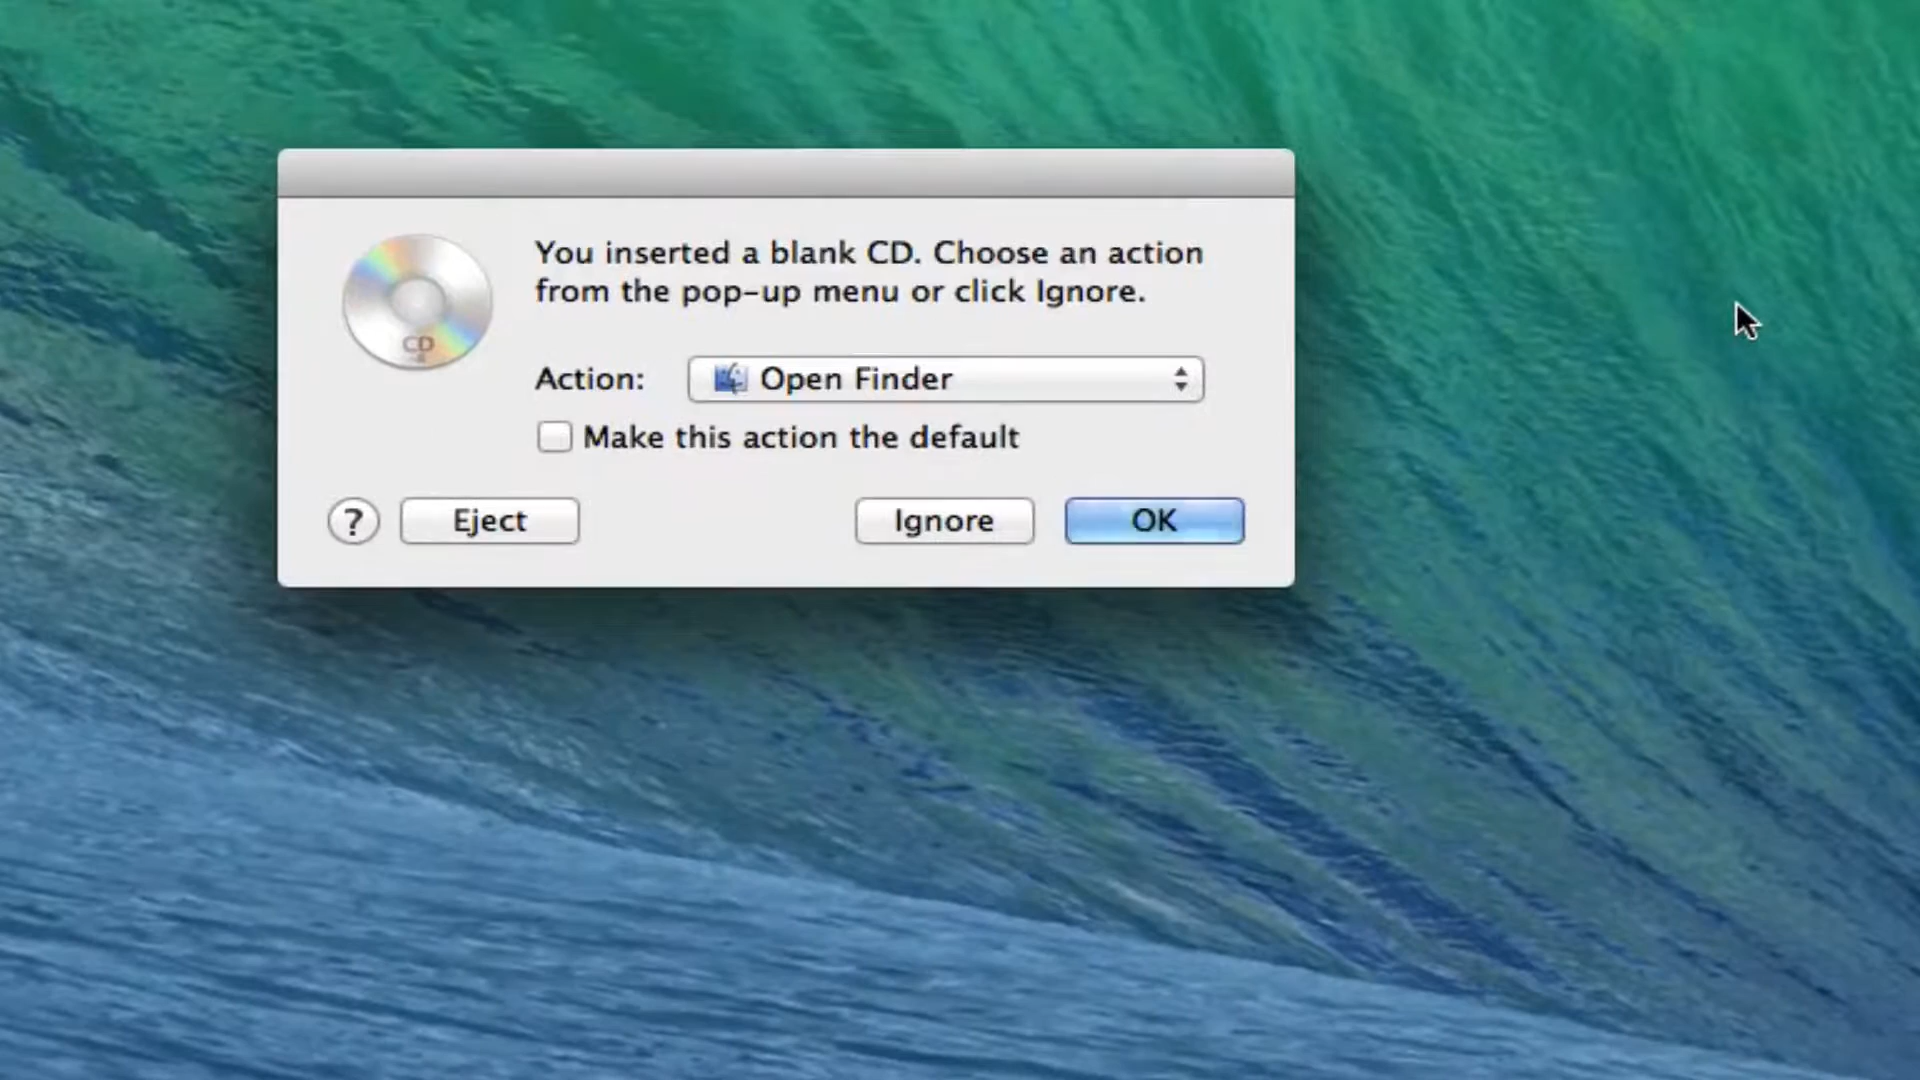 You inserted a blank CD. Choose an action
from the pop-up menu or click Ignore.
CD
Action: Open Finder
Make this action the default
? Eject Ignore OK